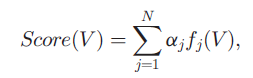 Score(V) = \sum_{j=1}^{N} \alpha_j f_j(V),